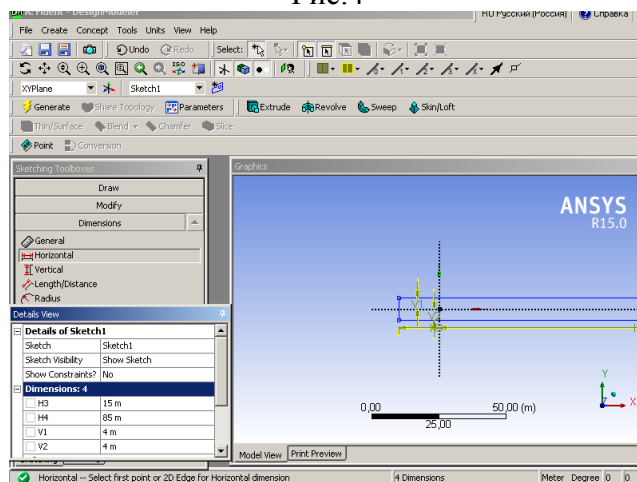 Рис. 4
X: Fluent - DesignModeler
RU Русский (Россия) Справка
File Create Concept Tools Units View Help
Undo Redo Select:
XYPlane Sketch1
Generate Share Topology Parameters Extrude Revolve Sweep Skin/Loft
Thin/Surface Blend Chamfer Slice
Point Conversion
Sketching Toolboxes
Draw
Modify
Dimensions
General
Horizontal
Vertical
Length/Distance
Radius
Details View
Details of Sketch1
Sketch Sketch1
Sketch Visibility Show Sketch
Show Constraints? No
Dimensions: 4
H3 15 m
H4 85 m
V1 4 m
V2 4 m
Graphics
ANSYS
R15.0
V1
Y
X
0,00 50,00 (m)
25,00
Model View Print Preview
Horizontal -- Select first point or 2D Edge for Horizontal dimension 4 Dimensions Meter Degree 0 0